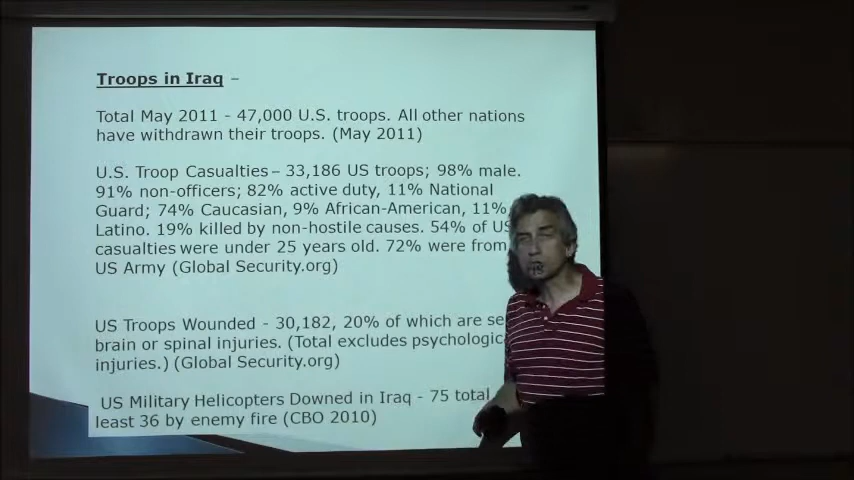 Troops in Iraq –
Total May 2011 - 47,000 U.S. troops. All other nations
have withdrawn their troops. (May 2011)
U.S. Troop Casualties – 33,186 US troops; 98% male.
91% non-officers; 82% active duty, 11% National
Guard; 74% Caucasian, 9% African-American, 11%
Latino. 19% killed by non-hostile causes. 54% of US
casualties were under 25 years old. 72% were from
US Army (Global Security.org)
US Troops Wounded - 30,182, 20% of which are
brain or spinal injuries. (Total excludes
injuries.) (Global Security.org)
US Military Helicopters Downed in Iraq - 75 total
least 36 by enemy fire (CBO 2010)